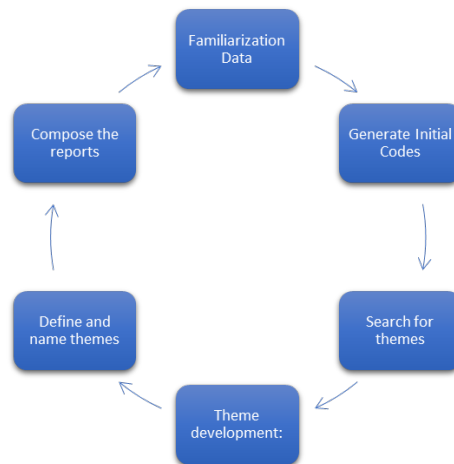 Familiarization
Data
Generate Initial
Codes
Search for
themes
Theme
development:
Define and
name themes
Compose the
reports